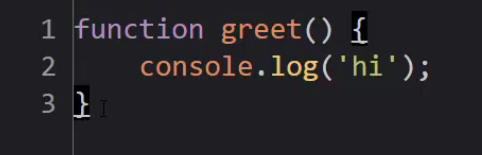 1 function greet() {
2     console.log('hi');
3 }